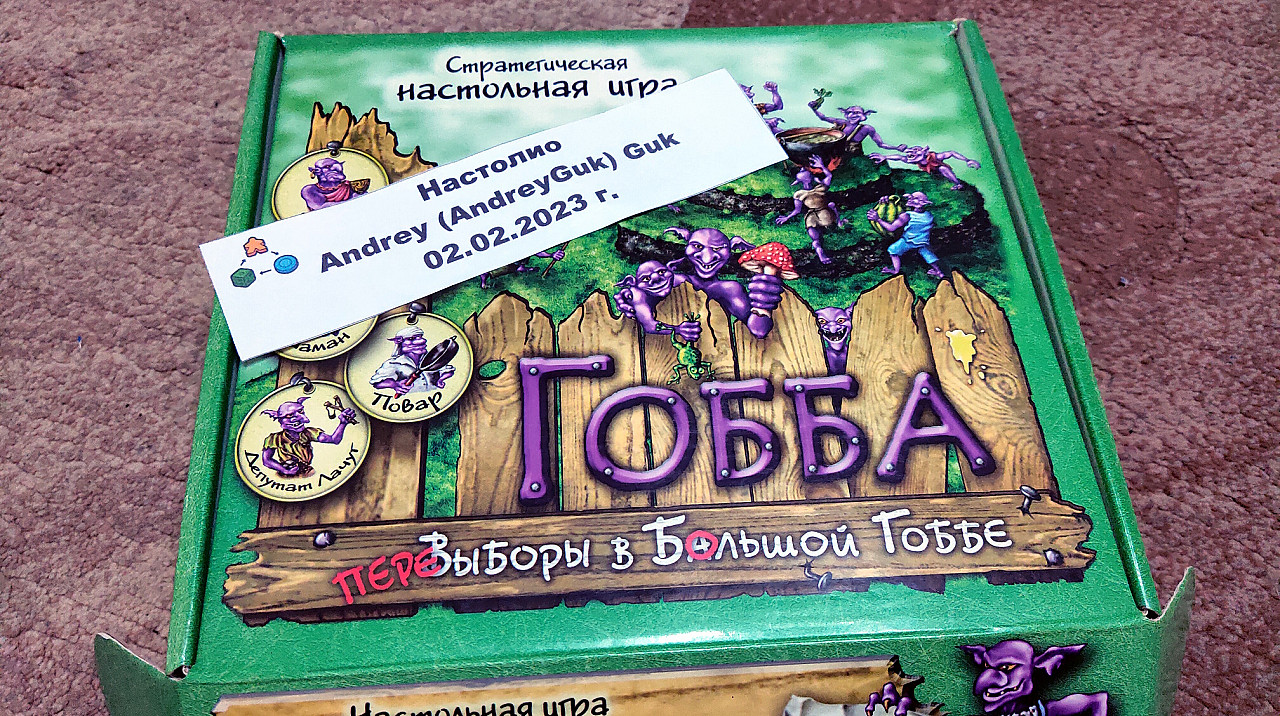 Стратегическая
настольная игра
Настолио
Andrey (AndreyGuk) Guk
02.02.2023 г.
Повар
Депутат Лачуг
ГОББА
ПЕРЕВЫБОРЫ В БОЛЬШОЙ ГОББЕ
Настольная игра